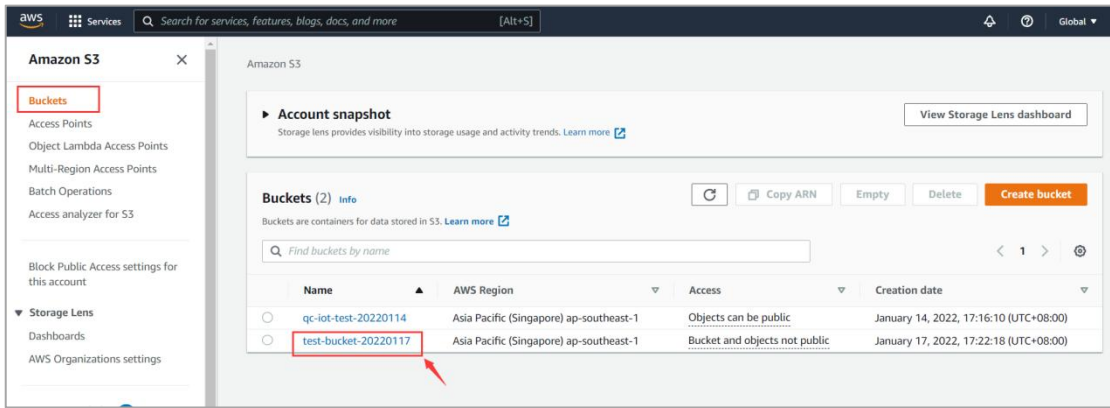 aws Services Search for services, features, blogs, docs, and more [Alt+S] Global
Amazon S3
Buckets
Access Points
Object Lambda Access Points
Multi-Region Access Points
Batch Operations
Access analyzer for S3
Block Public Access settings for
this account
Storage Lens
Dashboards
AWS Organizations settings
Amazon S3
Account snapshot
Storage lens provides visibility into storage usage and activity trends. Learn more
View Storage Lens dashboard
Buckets (2) Info
Buckets are containers for data stored in S3. Learn more
Copy ARN Empty Delete Create bucket
Find buckets by name
1
Name AWS Region Access Creation date
qc-iot-test-20220114 Asia Pacific (Singapore) ap-southeast-1 Objects can be public January 14, 2022, 17:16:10 (UTC+08:00)
test-bucket-20220117 Asia Pacific (Singapore) ap-southeast-1 Bucket and objects not public January 17, 2022, 17:22:18 (UTC+08:00)